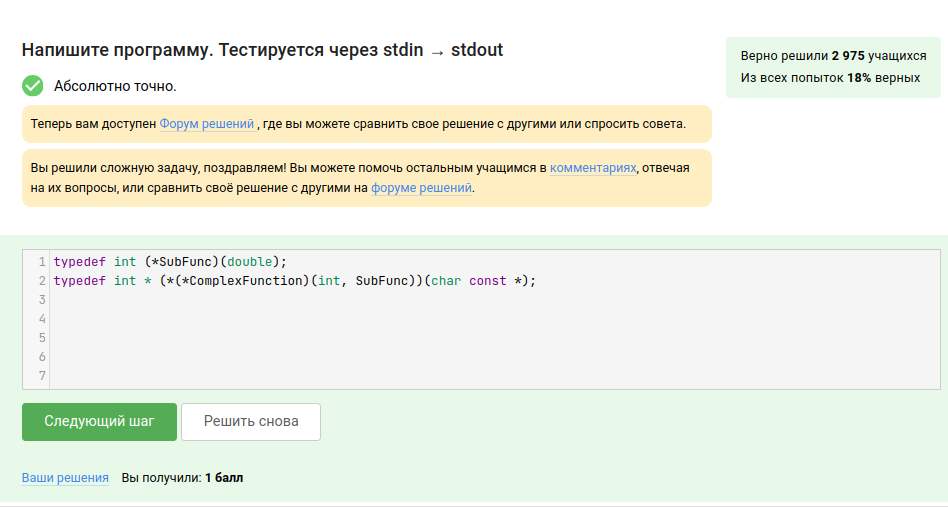 Напишите программу. Тестируется через stdin → stdout
Верно решили 2 975 учащихся
Из всех попыток 18% верных
Абсолютно точно.
Теперь вам доступен Форум решений , где вы можете сравнить свое решение с другими или спросить совета.
Вы решили сложную задачу, поздравляем! Вы можете помочь остальным учащимся в комментариях, отвечая
на их вопросы, или сравнить своё решение с другими на форуме решений.
1 typedef int (*SubFunc)(double);
2 typedef int * (*(*ComplexFunction)(int, SubFunc))(char const *);
3
4
5
6
7
Следующий шаг Решить снова
Ваши решения Вы получили: 1 балл